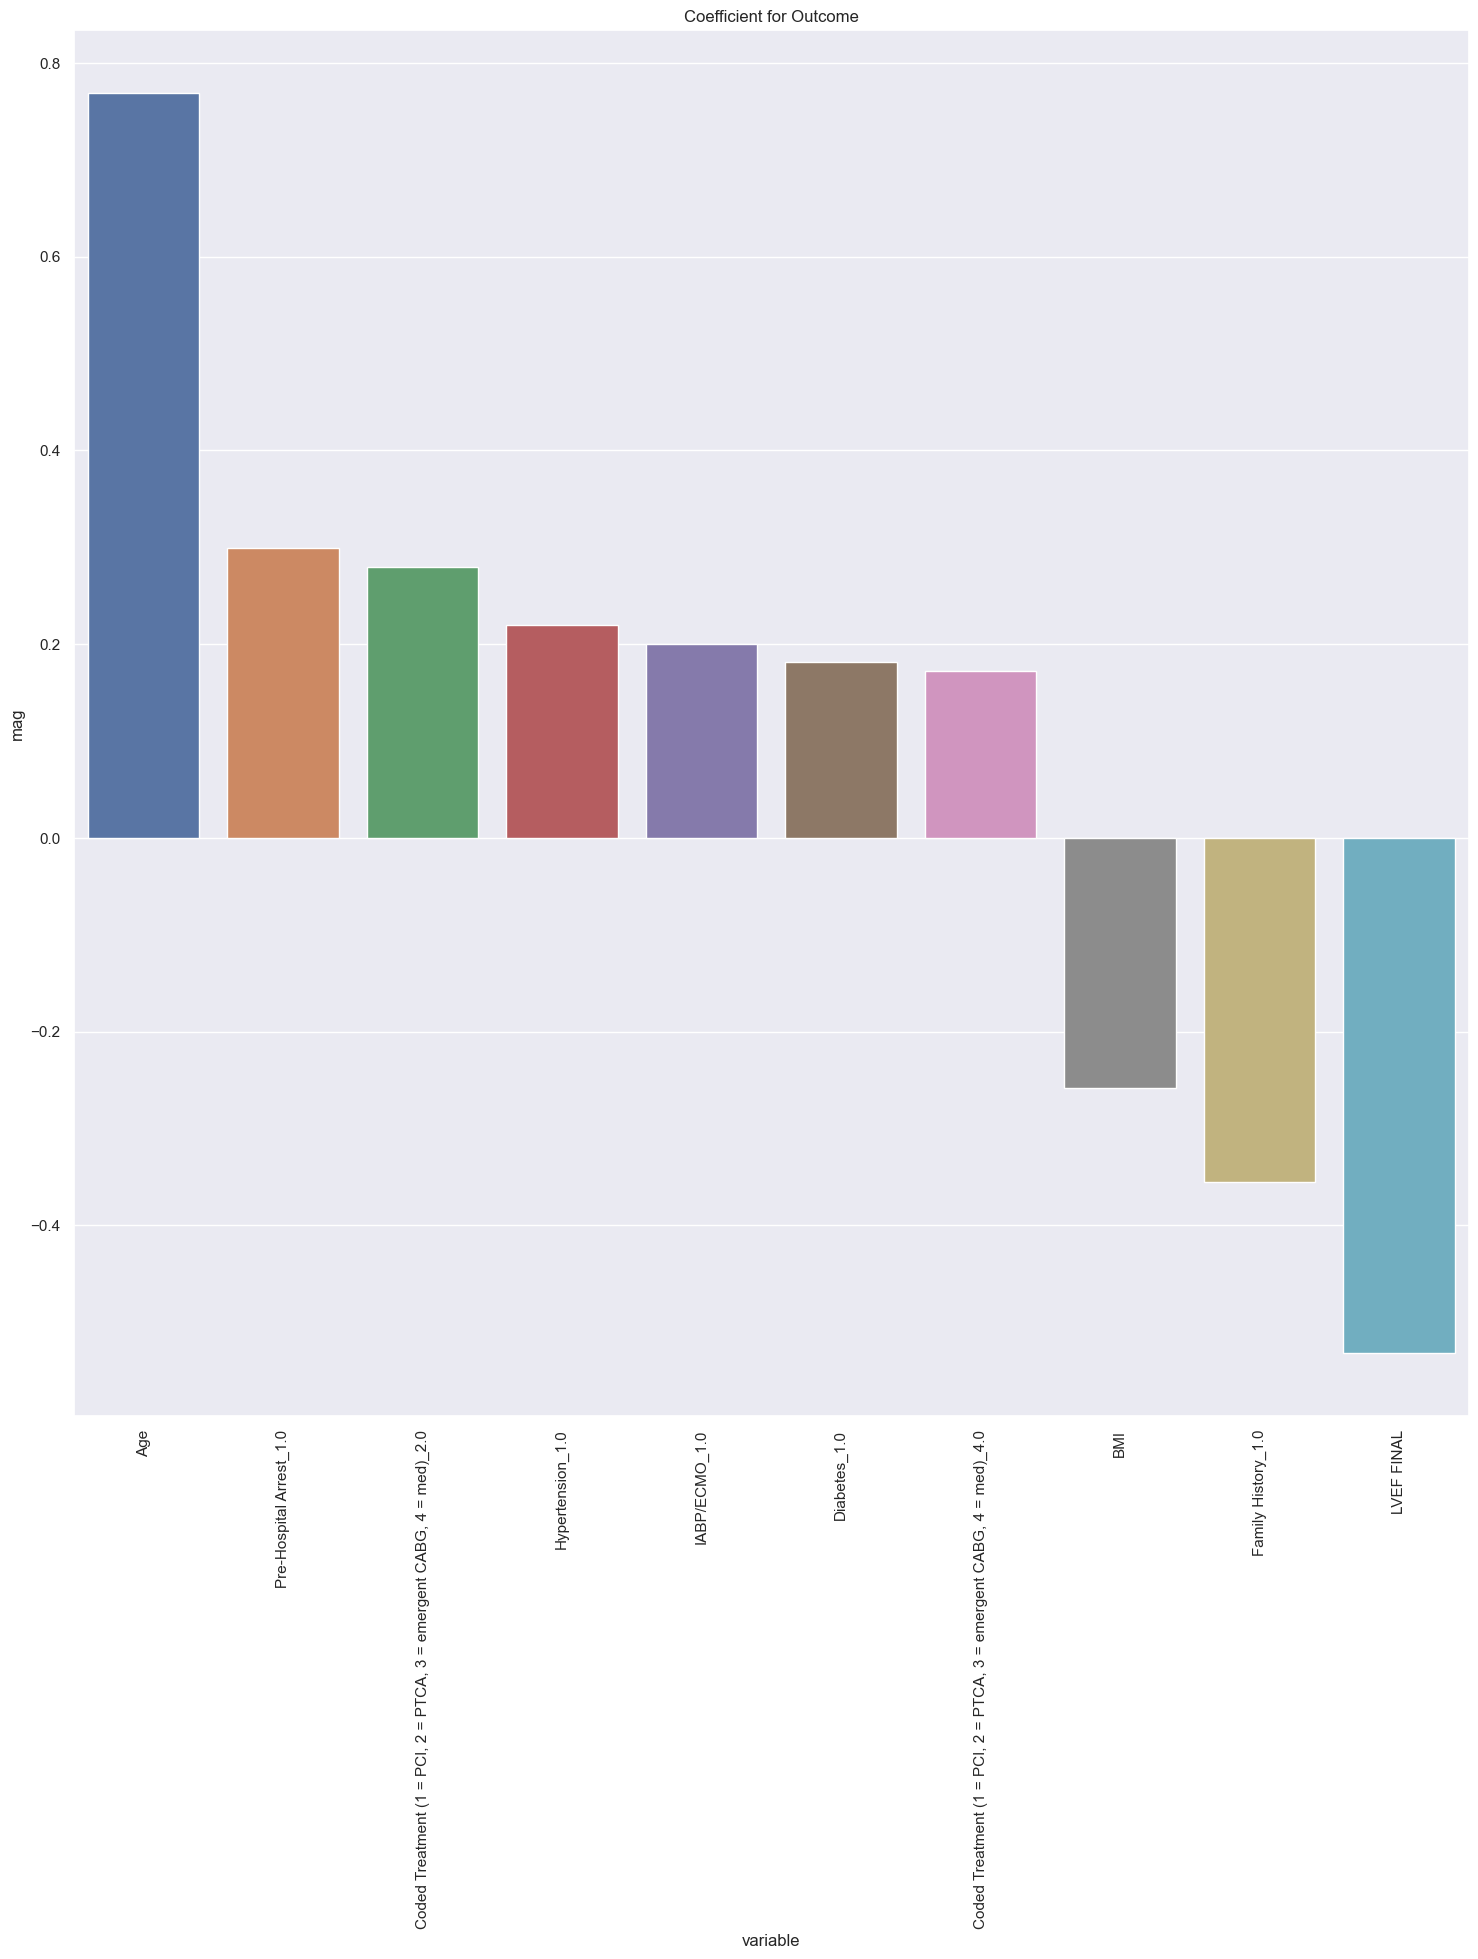 Coefficient for Outcome
0.8
0.6
0.4
0.2
0.0
−0.2
−0.4
mag
Age
Pre-Hospital Arrest_1.0
Coded Treatment (1 = PCI, 2 = PTCA, 3 = emergent CABG, 4 = med)_2.0
Hypertension_1.0
IABP/ECMO_1.0
Diabetes_1.0
Coded Treatment (1 = PCI, 2 = PTCA, 3 = emergent CABG, 4 = med)_4.0
BMI
Family History_1.0
LVEF FINAL
variable